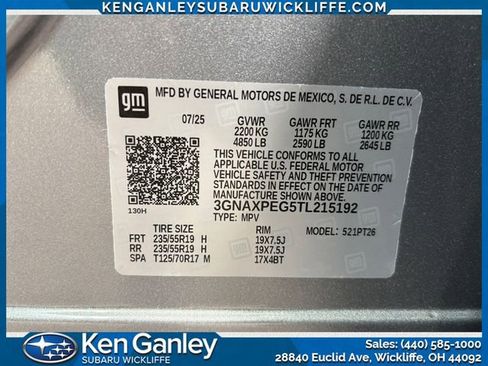 KENGANLEYSUBARUWICKLIFFE.COM
gm
MFD BY GENERAL MOTORS DE MEXICO, S. DE R.L. DE C.V.
07/25 GVWR GAWR FRT GAWR RR
2200 KG 1175 KG 1200 KG
4850 LB 2590 LB 2645 LB
THIS VEHICLE CONFORMS TO ALL
APPLICABLE U.S. FEDERAL MOTOR
VEHICLE SAFETY AND THEFT
PREVENTION STANDARDS IN EFFECT
ON THE DATE OF MANUFACTURE
SHOWN ABOVE.
3GNAXPEG5TL215192
TYPE: MPV
130H
TIRE SIZE RIM MODEL: 521PT26
FRT 235/55R19 H 19X7.5J
RR 235/55R19 H 19X7.5J
SPA T125/70R17 M 17X4BT
SUBARU
Ken Ganley
SUBARU WICKLIFFE
Sales: (440) 585-1000
28840 Euclid Ave, Wickliffe, OH 44092